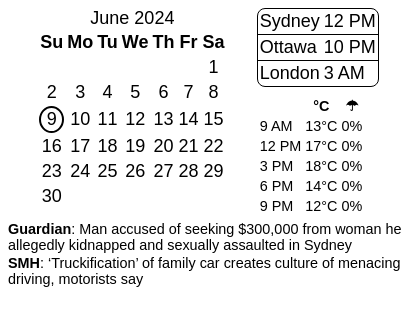 June 2024
Su Mo Tu We Th Fr Sa
1
2 3 4 5 6 7 8
9 10 11 12 13 14 15
16 17 18 19 20 21 22
23 24 25 26 27 28 29
30
Sydney 12 PM
Ottawa 10 PM
London 3 AM
°C ☂
9 AM 13°C 0%
12 PM 17°C 0%
3 PM 18°C 0%
6 PM 14°C 0%
9 PM 12°C 0%
Guardian: Man accused of seeking $300,000 from woman he
allegedly kidnapped and sexually assaulted in Sydney
SMH: ‘Truckification’ of family car creates culture of menacing
driving, motorists say